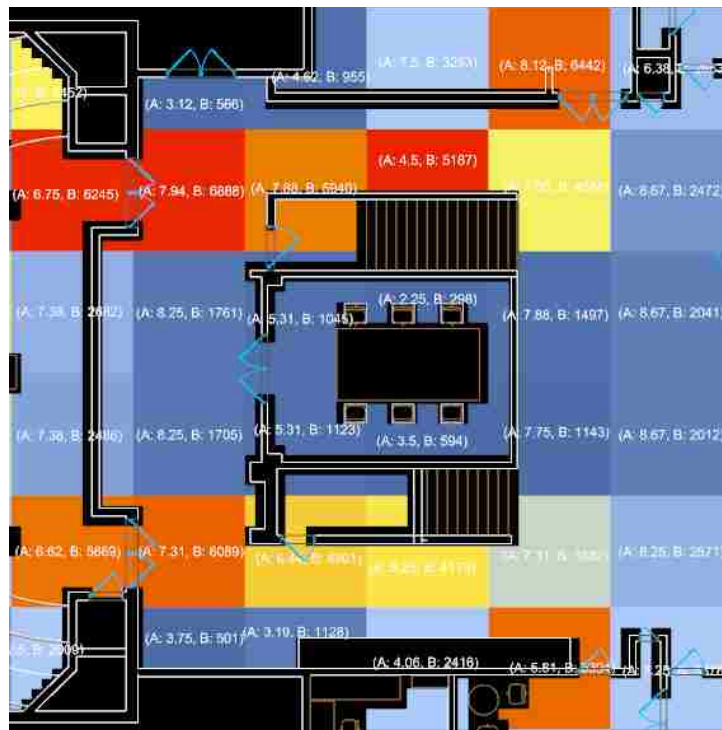 (A: 7.5, B: 3293)
(A: 8.12, B: 6442)
(A: 4.62, B: 955)
(A: 3.12, B: 566)
(A: 4.5, B: 5187)
(A: 6.75, B: 6245)
(A: 7.94, B: 6888)
(A: 7.88, B: 5940)
(A: 8.67, B: 2472)
(A: 2.25, B: 298)
(A: 7.38, B: 2682)
(A: 8.25, B: 1761)
(A: 5.31, B: 1045)
(A: 7.88, B: 1497)
(A: 8.67, B: 2041)
(A: 7.38, B: 2486)
(A: 8.25, B: 1705)
(A: 5.31, B: 1123)
(A: 3.5, B: 594)
(A: 7.75, B: 1143)
(A: 8.67, B: 2012)
(A: 6.62, B: 5669)
(A: 7.31, B: 6089)
(A: 8.25, B: 2571)
(A: 3.75, B: 501)
(A: 3.19, B: 1128)
(A: 4.06, B: 2416)